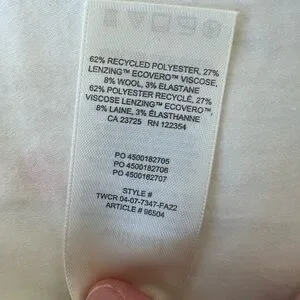 62% RECYCLED POLYESTER, 27%
LENZING™ ECOVERO™ VISCOSE,
8% WOOL, 3% ELASTANE
62% POLYESTER RECYCLÉ, 27%
VISCOSE LENZING™ ECOVERO™,
8% LAINE, 3% ÉLASTHANNE
CA 23725 RN 122354
PO 4500182705
PO 4500182706
PO 4500182707
STYLE #
TWCR 04-07-7347-FA22
ARTICLE # 96504